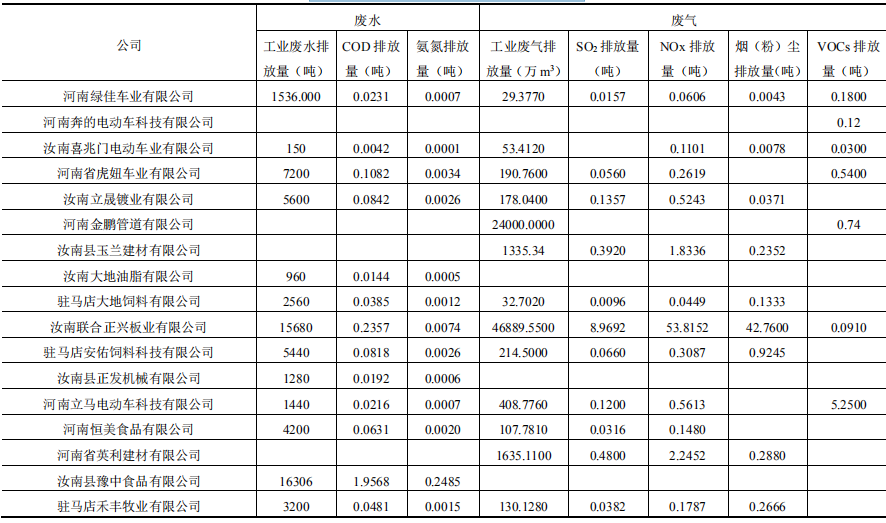 废水 废气
公司 工业废水排放量（吨） COD 排放量（吨） 氨氮排放量（吨） 工业废气排放量（万 m³） SO₂ 排放量（吨） NOx 排放量（吨） 烟（粉）尘排放量(吨) VOCs 排放量（吨）
河南绿佳车业有限公司 1536.000 0.0231 0.0007 29.3770 0.0157 0.0606 0.0043 0.1800
河南奔的电动车科技有限公司 0.12
汝南喜兆门电动车业有限公司 150 0.0042 0.0001 53.4120 0.1101 0.0078 0.0300
河南省虎妞车业有限公司 7200 0.1082 0.0034 190.7600 0.0560 0.2619 0.5400
汝南立晟镀业有限公司 5600 0.0842 0.0026 178.0400 0.1357 0.5243 0.0371
河南金鹏管道有限公司 24000.0000 0.74
汝南县玉兰建材有限公司 1335.34 0.3920 1.8336 0.2352
汝南大地油脂有限公司 960 0.0144 0.0005
驻马店大地饲料有限公司 2560 0.0385 0.0012 32.7020 0.0096 0.0449 0.1333
汝南联合正兴板业有限公司 15680 0.2357 0.0074 46889.5500 8.9692 53.8152 42.7600 0.0910
驻马店安佑饲料科技有限公司 5440 0.0818 0.0026 214.5000 0.0660 0.3087 0.9245
汝南县正发机械有限公司 1280 0.0192 0.0006
河南立马电动车科技有限公司 1440 0.0216 0.0007 408.7760 0.1200 0.5613 5.2500
河南恒美食品有限公司 4200 0.0631 0.0020 107.7810 0.0316 0.1480
河南省英利建材有限公司 1635.1100 0.4800 2.2452 0.2880
汝南县豫中食品有限公司 16306 1.9568 0.2485
驻马店禾丰牧业有限公司 3200 0.0481 0.0015 130.1280 0.0382 0.1787 0.2666